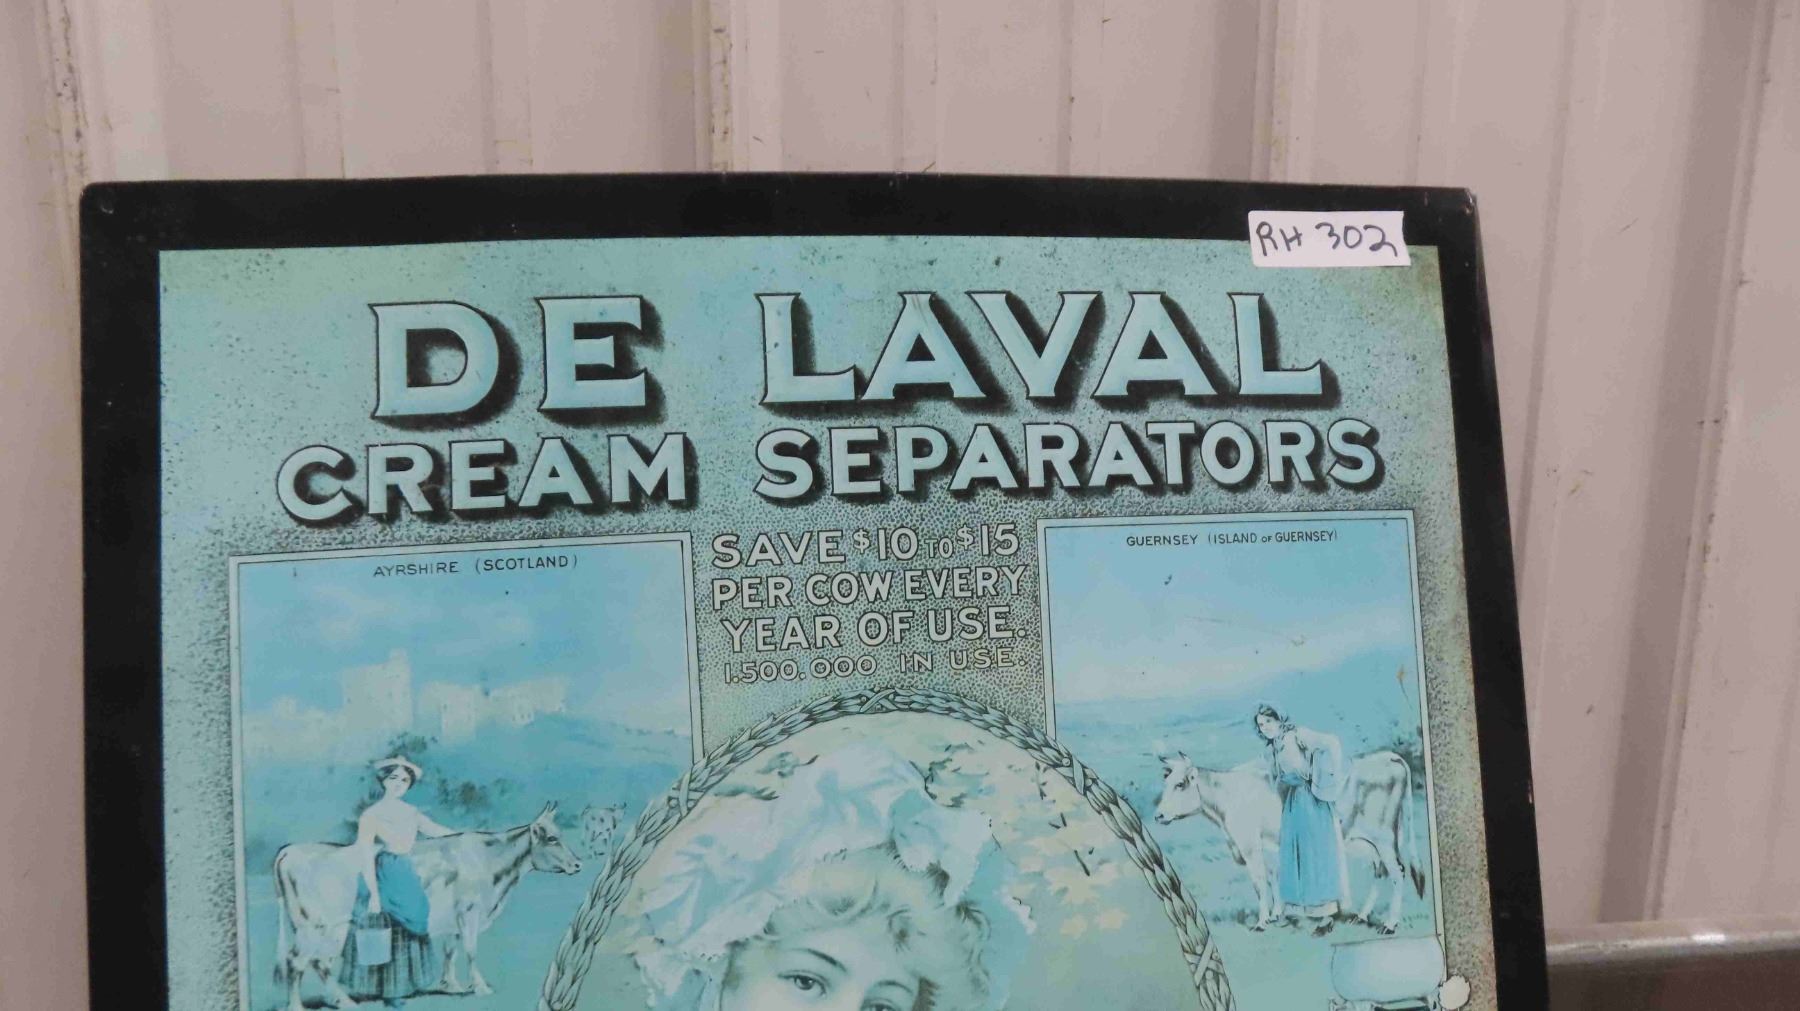 RH 302
DE LAVAL
CREAM SEPARATORS
SAVE $10 TO $15
PER COW EVERY
YEAR OF USE.
1.500.000 IN USE.
AYRSHIRE (SCOTLAND)
GUERNSEY (ISLAND OF GUERNSEY)